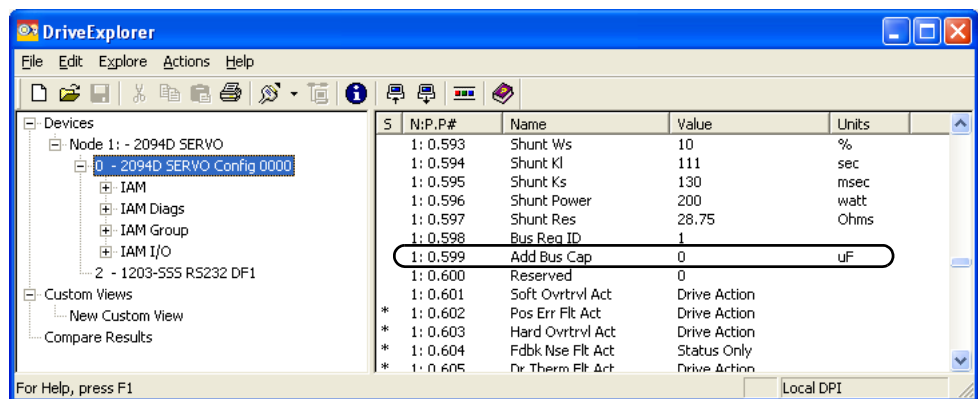 DriveExplorer
File Edit Explore Actions Help
Devices
Node 1: - 2094D SERVO
0 - 2094D SERVO Config 0000
IAM
IAM Diags
IAM Group
IAM I/O
2 - 1203-SSS RS232 DF1
Custom Views
New Custom View
Compare Results
S N:P.P# Name Value Units
1: 0.593 Shunt Ws 10 %
1: 0.594 Shunt Kl 111 sec
1: 0.595 Shunt Ks 130 msec
1: 0.596 Shunt Power 200 watt
1: 0.597 Shunt Res 28.75 Ohms
1: 0.598 Bus Reg ID 1
1: 0.599 Add Bus Cap 0 uF
1: 0.600 Reserved 0
1: 0.601 Soft Ovrtrvl Act Drive Action
* 1: 0.602 Pos Err Flt Act Drive Action
* 1: 0.603 Hard Ovrtrvl Act Drive Action
* 1: 0.604 Fdbk Nse Flt Act Status Only
* 1: 0.605 Dr Therm Flt Act Drive Action
For Help, press F1 Local DPI